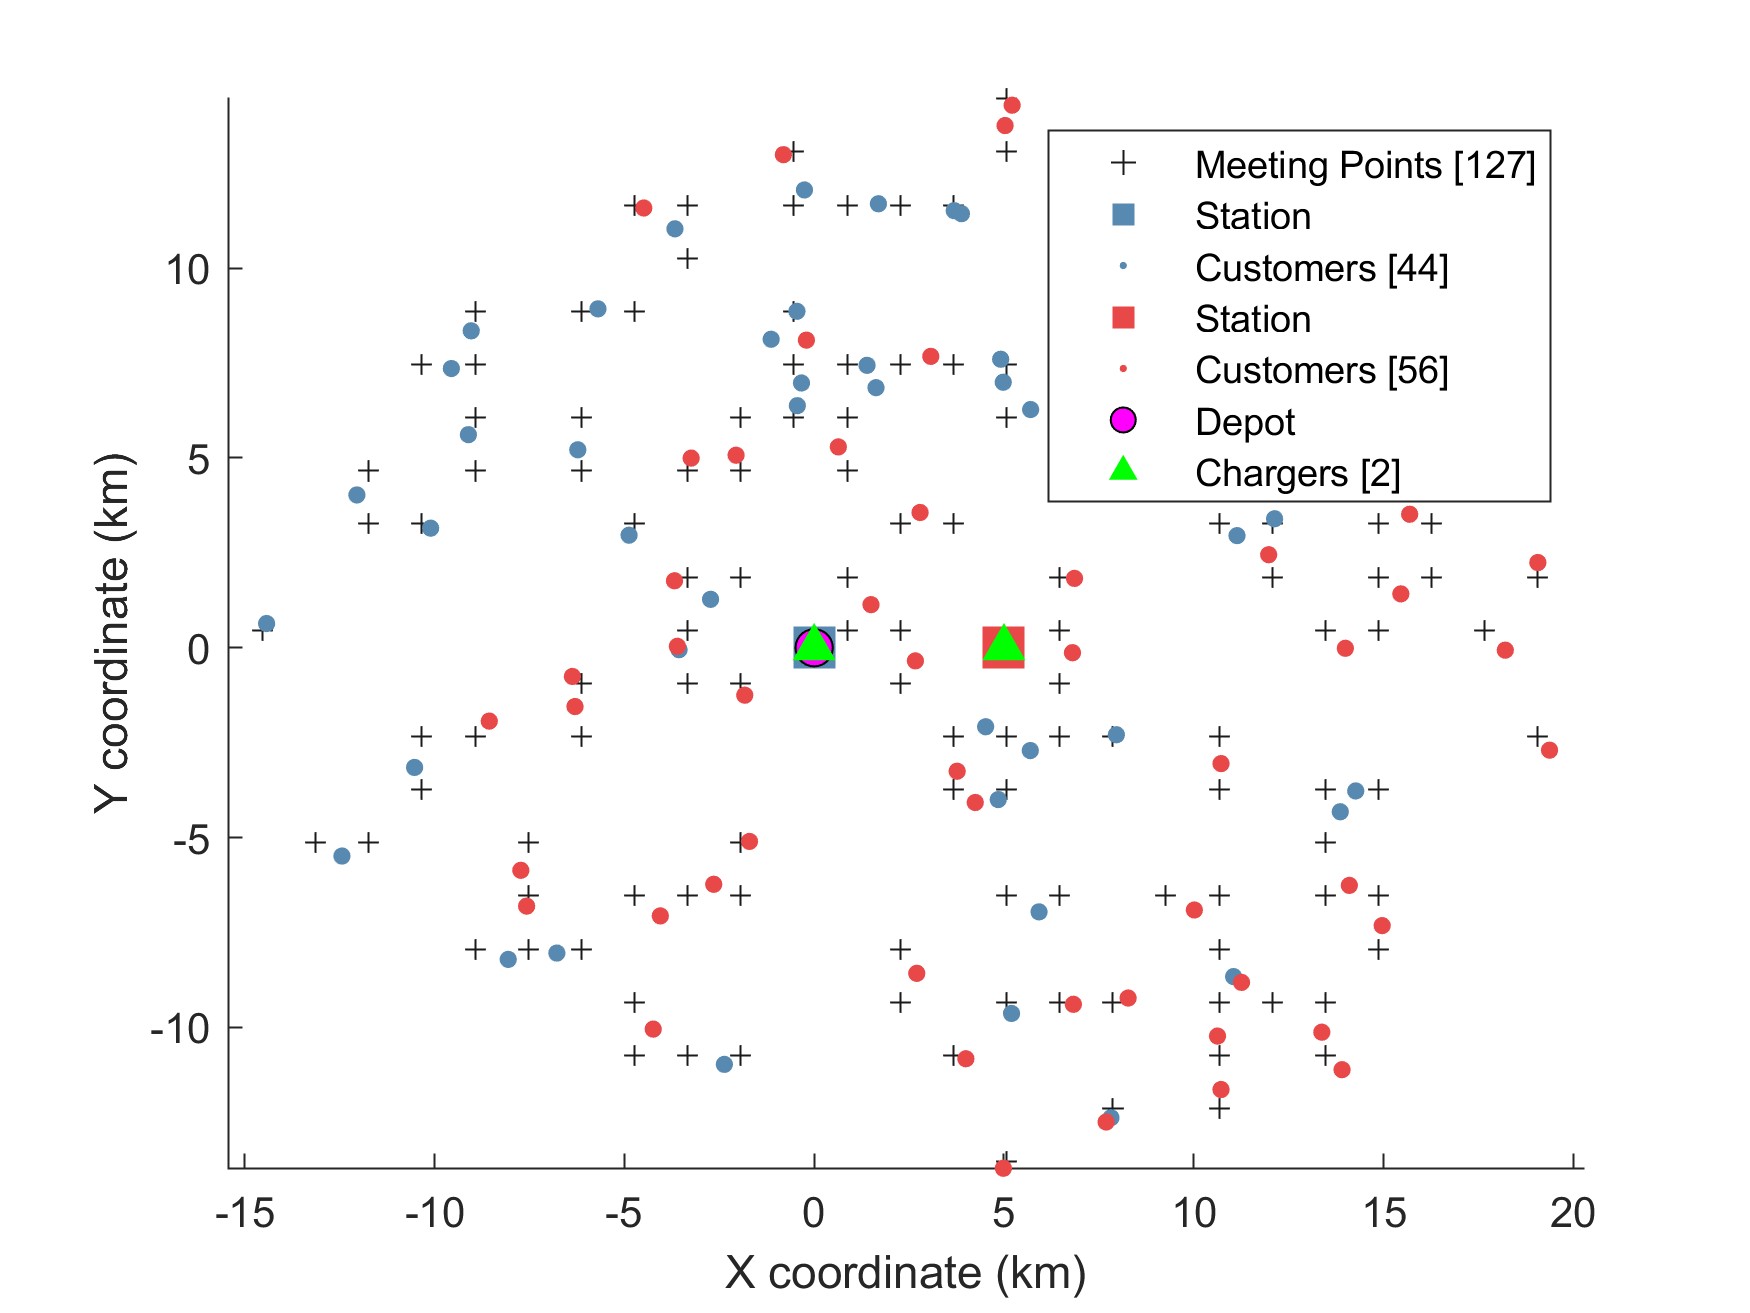 Meeting Points [127]
Station
Customers [44]
Station
Customers [56]
Depot
Chargers [2]
10
5
0
-5
-10
Y coordinate (km)
-15 -10 -5 0 5 10 15 20
X coordinate (km)